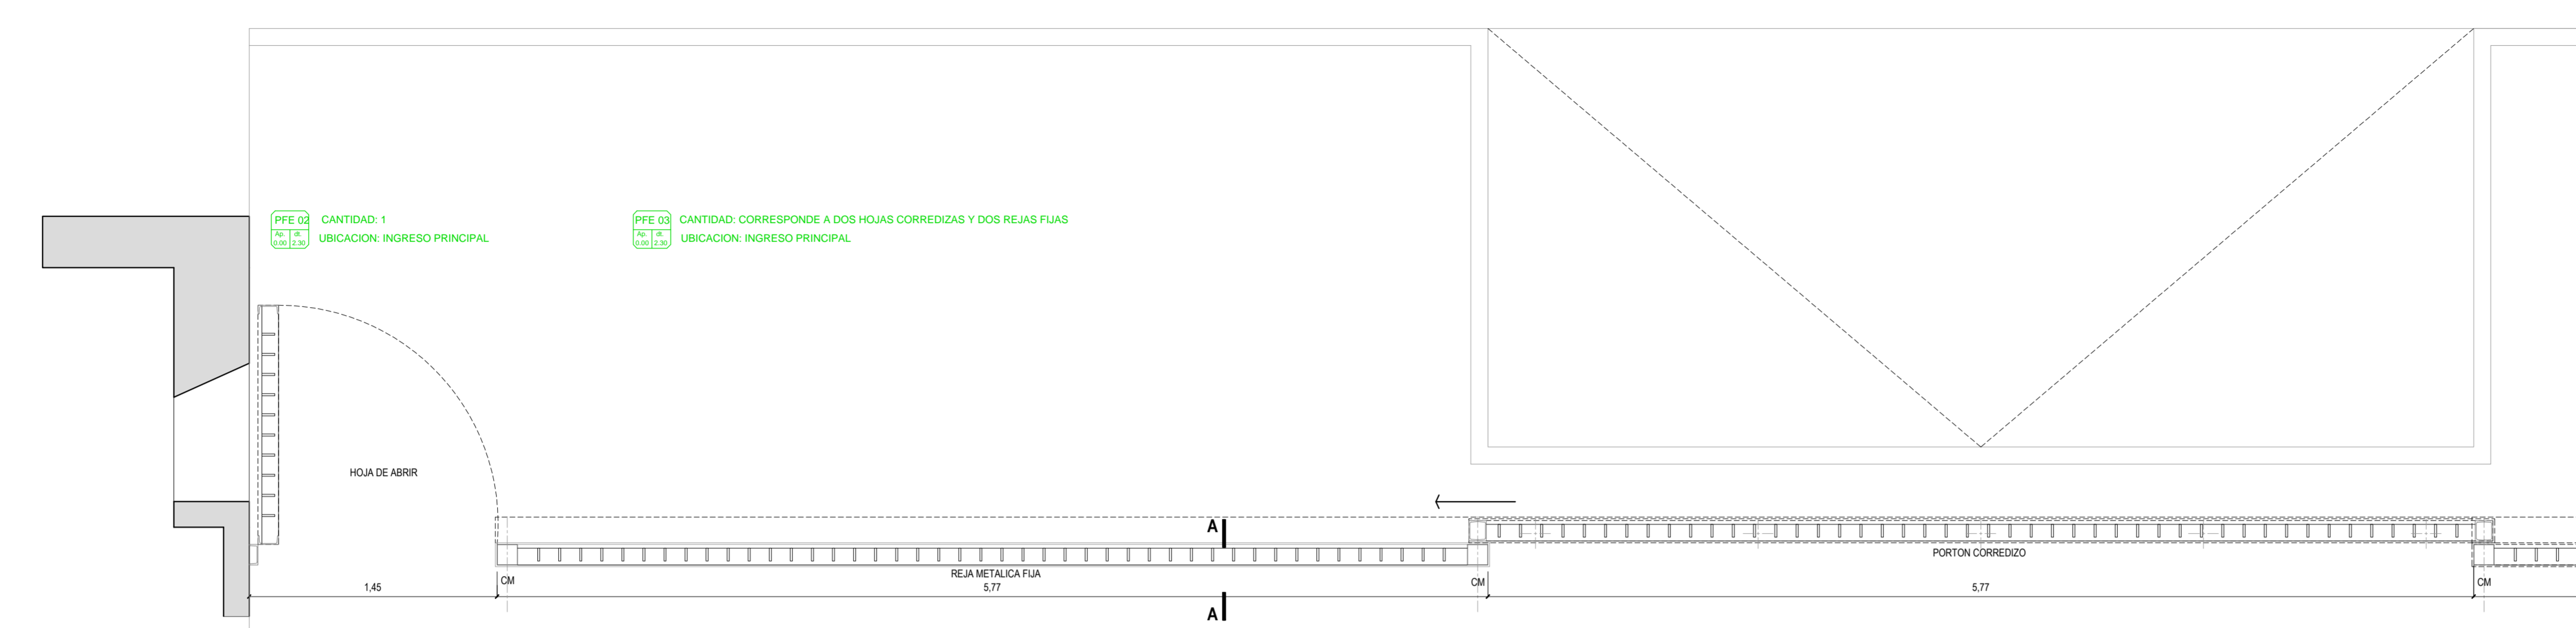 PFE 02 CANTIDAD: 1
Ap. dt.
0.00 2.30 UBICACION: INGRESO PRINCIPAL
PFE 03 CANTIDAD: CORRESPONDE A DOS HOJAS CORREDIZAS Y DOS REJAS FIJAS
Ap. dt.
0.00 2.30 UBICACION: INGRESO PRINCIPAL
HOJA DE ABRIR
A
PORTON CORREDIZO
REJA METALICA FIJA
CM
CM
CM
1,45
5,77
5,77
A